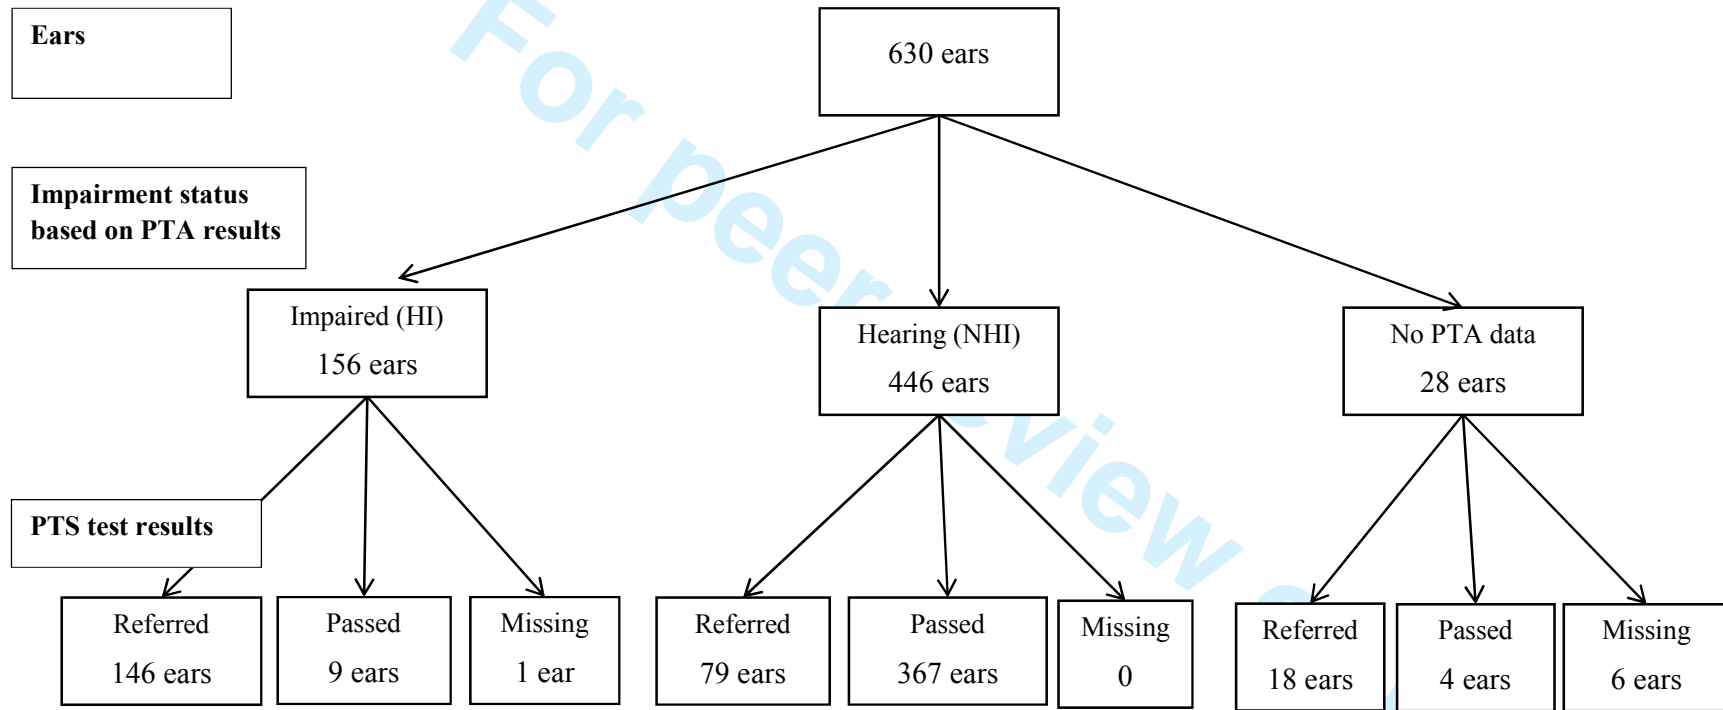 Ears
630 ears
Impairment status
based on PTA results
Impaired (HI)
156 ears
Hearing (NHI)
446 ears
No PTA data
28 ears
PTS test results
Referred
146 ears
Passed
9 ears
Missing
1 ear
Referred
79 ears
Passed
367 ears
Missing
0
Referred
18 ears
Passed
4 ears
Missing
6 ears
For peer review